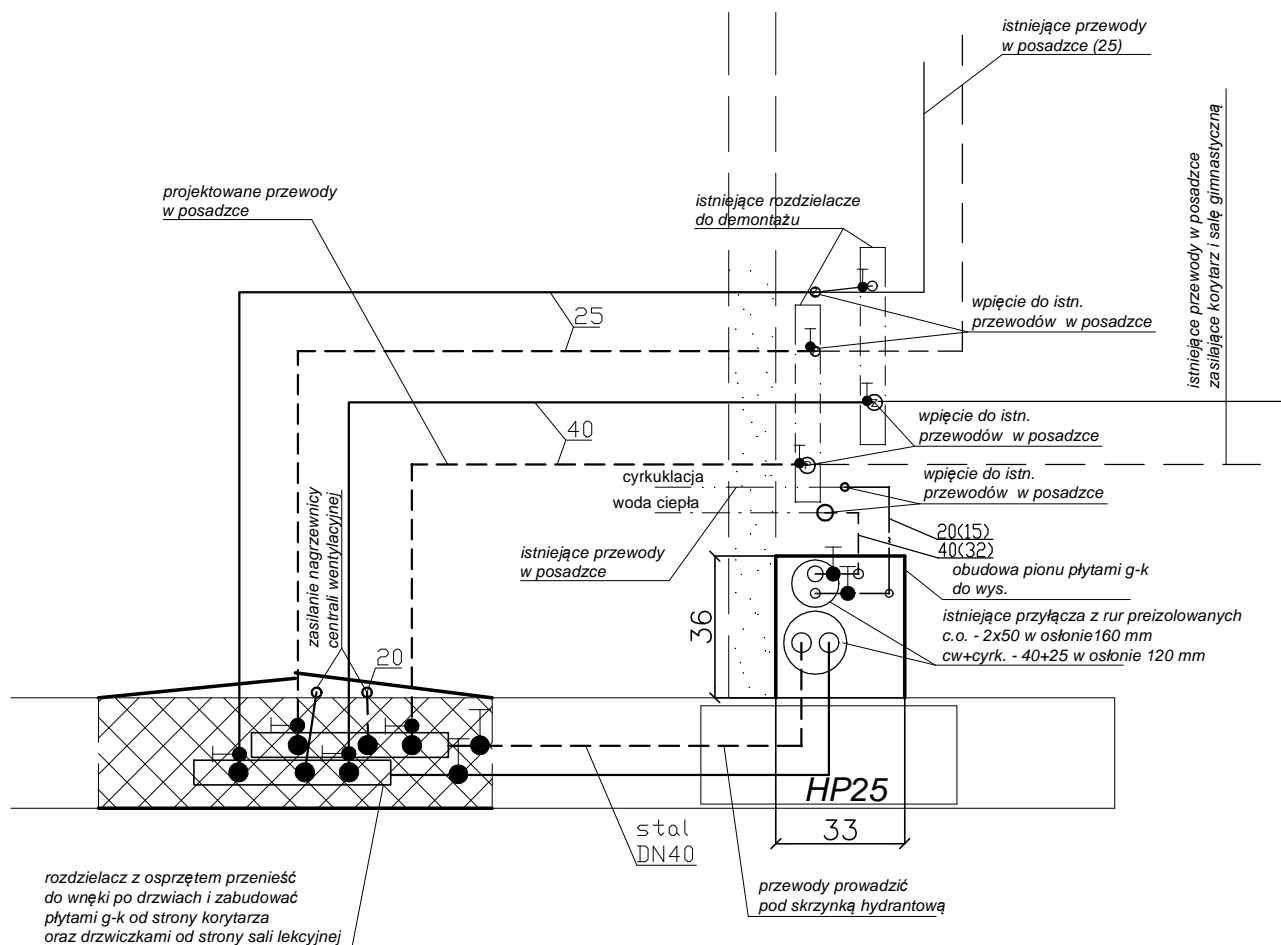 istniejące przewody
w posadzce (25)
istniejące przewody w posadzce
zasilające korytarz i salę gimnastyczną
projektowane przewody
w posadzce
istniejące rozdzielacze
do demontażu
25
wpięcie do istn.
przewodów w posadzce
40
wpięcie do istn.
przewodów w posadzce
cyrkuklacja
woda ciepła
wpięcie do istn.
przewodów w posadzce
zasilanie nagrzewnicy
centrali wentylacyjnej
istniejące przewody
w posadzce
20(15)
40(32)
obudowa pionu płytami g-k
do wys.
36
istniejące przyłącza z rur preizolowanych
c.o. - 2x50 w osłonie160 mm
cw+cyrk. - 40+25 w osłonie 120 mm
20
HP25
33
stal
DN40
rozdzielacz z osprzętem przenieść
do wnęki po drzwiach i zabudować
płytami g-k od strony korytarza
oraz drzwiczkami od strony sali lekcyjnej
przewody prowadzić
pod skrzynką hydrantową